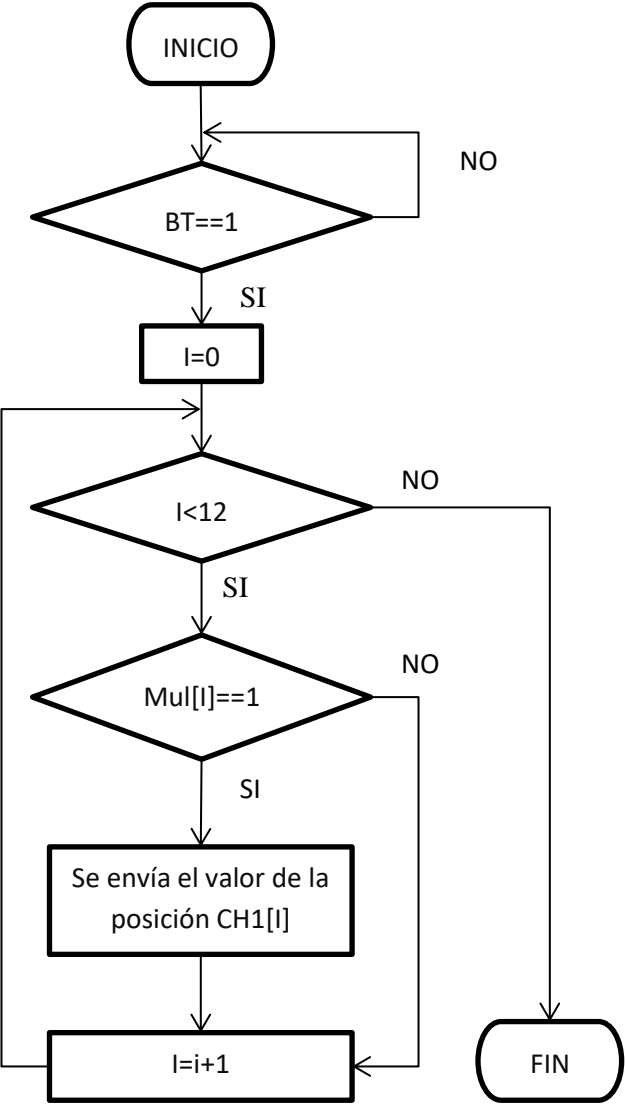 INICIO
NO
BT==1
SI
I=0
NO
I<12
SI
NO
Mul[I]==1
SI
Se envía el valor de la
posición CH1[I]
I=i+1
FIN